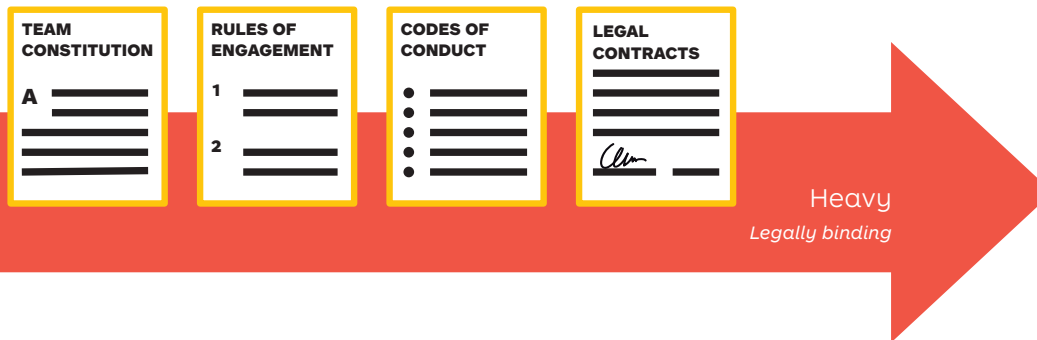 TEAM
CONSTITUTION
A
RULES OF
ENGAGEMENT
1
2
CODES OF
CONDUCT
LEGAL
CONTRACTS
Heavy
Legally binding